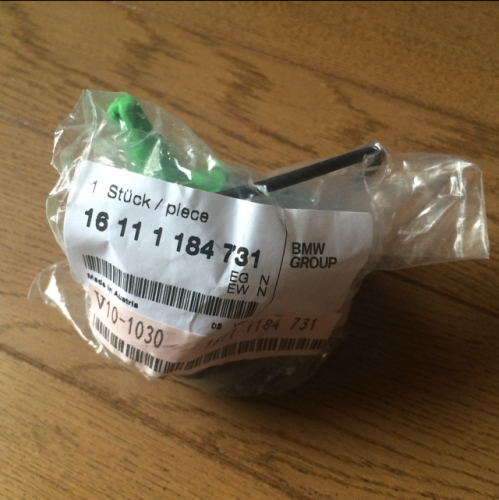 1 Stück / piece
16 11 1 184 731
BMW
GROUP
EG N
EW N
Made in Austria
03
V10-1030
1184 731